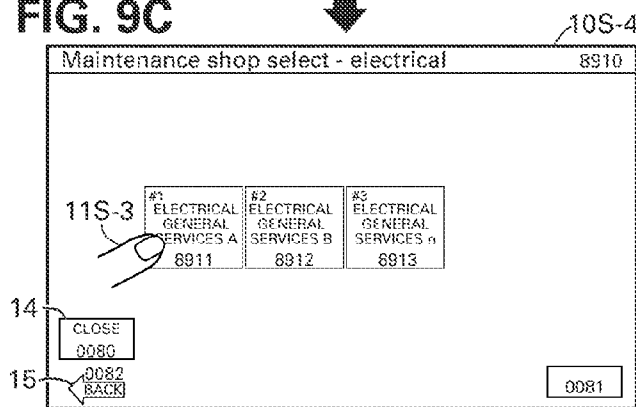 FIG. 9C
10S-4
Maintenance shop select - electrical 8910
11S-3
#1 ELECTRICAL GENERAL SERVICES A 8911
#2 ELECTRICAL GENERAL SERVICES B 8912
#3 ELECTRICAL GENERAL SERVICES n 8913
14
CLOSE
0080
15
0082
BACK
0081